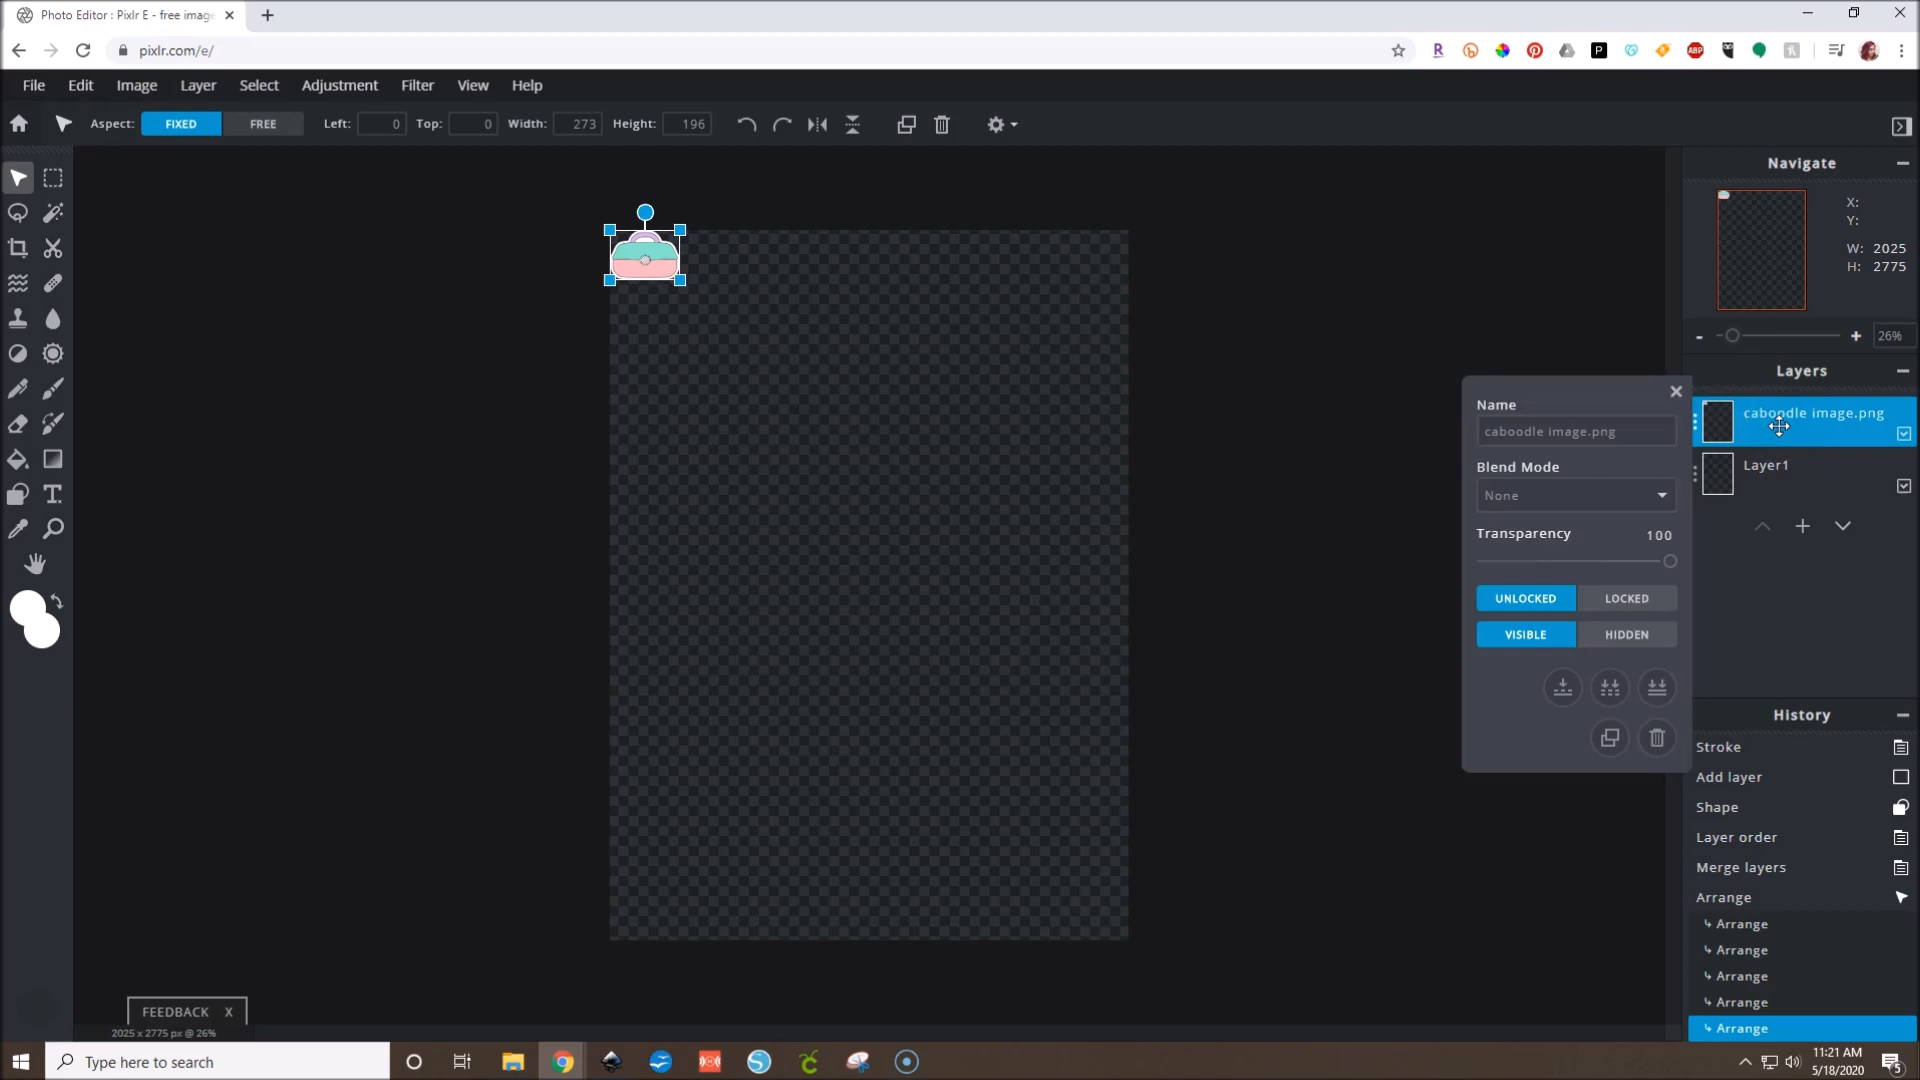 Photo Editor : Pixlr E - free imag
pixlr.com/e/
File Edit Image Layer Select Adjustment Filter View Help
Aspect: FIXED FREE Left: 0 Top: 0 Width: 273 Height: 196
Navigate
X:
Y:
W: 2025
H: 2775
- + 26%
Layers
caboodle image.png
Layer1
Name
caboodle image.png
Blend Mode
None
Transparency 100
UNLOCKED LOCKED
VISIBLE HIDDEN
History
Stroke
Add layer
Shape
Layer order
Merge layers
Arrange
Arrange
Arrange
Arrange
Arrange
Arrange
FEEDBACK X
2025 x 2775 px @ 26%
Type here to search
11:21 AM
5/18/2020
5